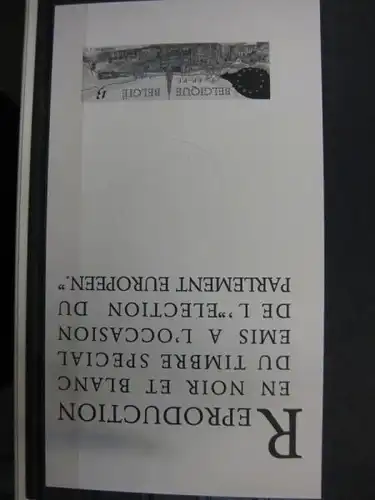 REPRODUCTION
EN NOIR ET BLANC
DU TIMBRE SPECIAL
EMIS A L'OCCASION
DE L'"ELECTION DU
PARLEMENT EUROPEEN".
BELGIQUE BELGIË